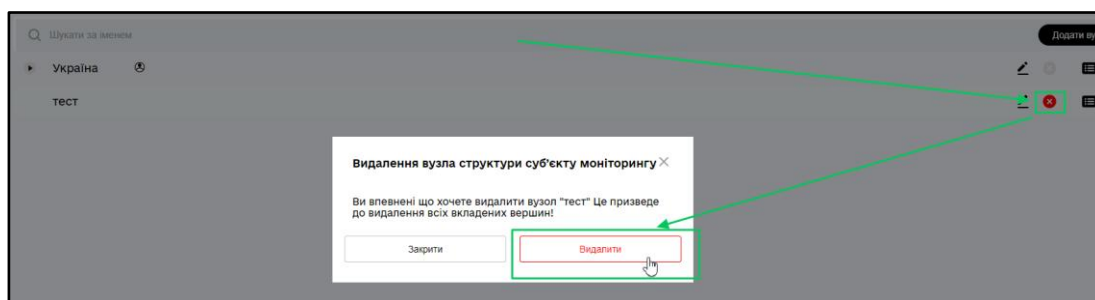 Шукати за іменем
Додати ву
Україна
тест
Видалення вузла структури суб'єкту моніторингу
Ви впевнені що хочете видалити вузол "тест" Це призведе
до видалення всіх вкладених вершин!
Закрити
Видалити